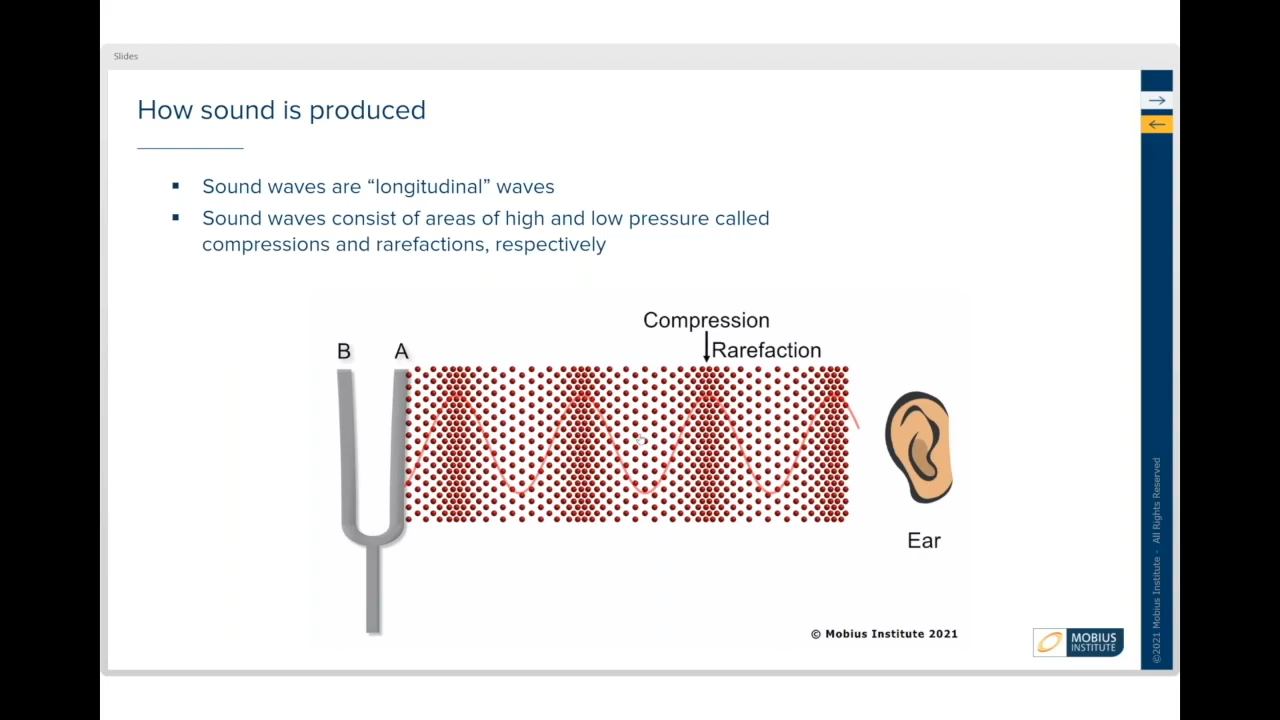 Slides
How sound is produced
▪ Sound waves are “longitudinal” waves
▪ Sound waves consist of areas of high and low pressure called
compressions and rarefactions, respectively
Compression
B
A
Rarefaction
Ear
© Mobius Institute 2021
MOBIUS
INSTITUTE
©2021 Mobius Institute - All Rights Reserved